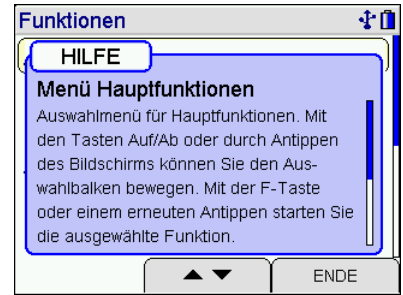 Funktionen
HILFE
Menü Hauptfunktionen
Auswahlmenü für Hauptfunktionen. Mit
den Tasten Auf/Ab oder durch Antippen
des Bildschirms können Sie den Aus-
wahlbalken bewegen. Mit der F-Taste
oder einem erneuten Antippen starten Sie
die ausgewählte Funktion.
ENDE